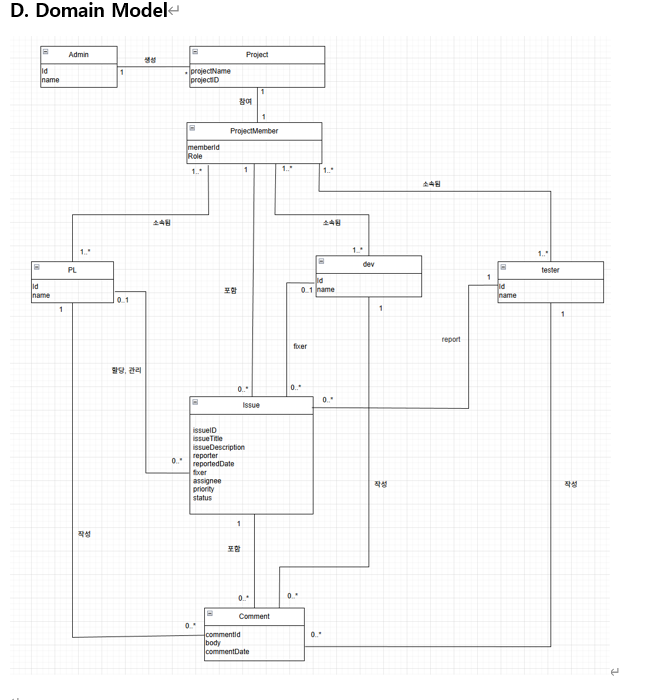 D. Domain Model
Admin
Id
name
1
생성
*
Project
projectName
projectID
1
참여
1
ProjectMember
memberId
Role
1..*
1
1..*
1..*
소속됨
소속됨
소속됨
1..*
1..*
1..*
PL
Id
name
0..1
1
dev
Id
name
0..1
1
tester
Id
name
1
1
포함
fixer
report
할당, 관리
0..*
0..*
0..*
0..*
Issue
issueID
issueTitle
issueDescription
reporter
reportedDate
fixer
assignee
priority
status
작성
작성
작성
1
포함
0..*
0..*
0..*
0..*
Comment
commentId
body
commentDate